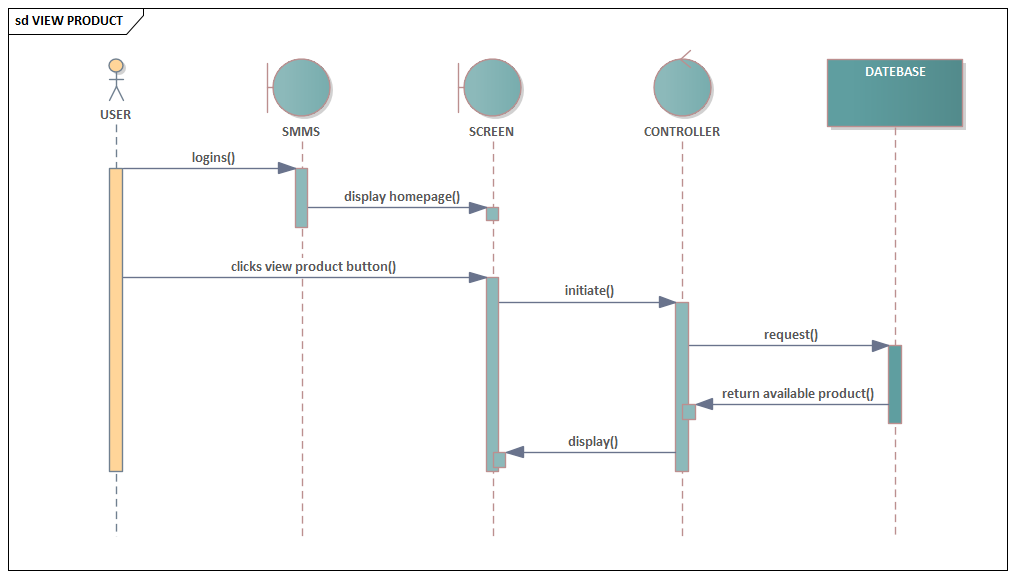 sd VIEW PRODUCT
DATEBASE
USER
SMMS
SCREEN
CONTROLLER
logins()
display homepage()
clicks view product button()
initiate()
request()
return available product()
display()